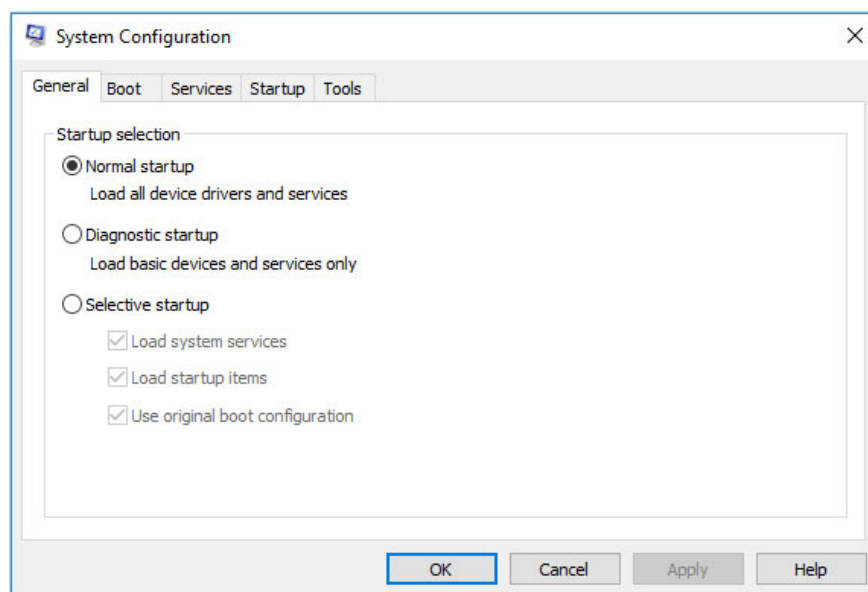 System Configuration
General Boot Services Startup Tools
Startup selection
Normal startup
Load all device drivers and services
Diagnostic startup
Load basic devices and services only
Selective startup
Load system services
Load startup items
Use original boot configuration
OK Cancel Apply Help